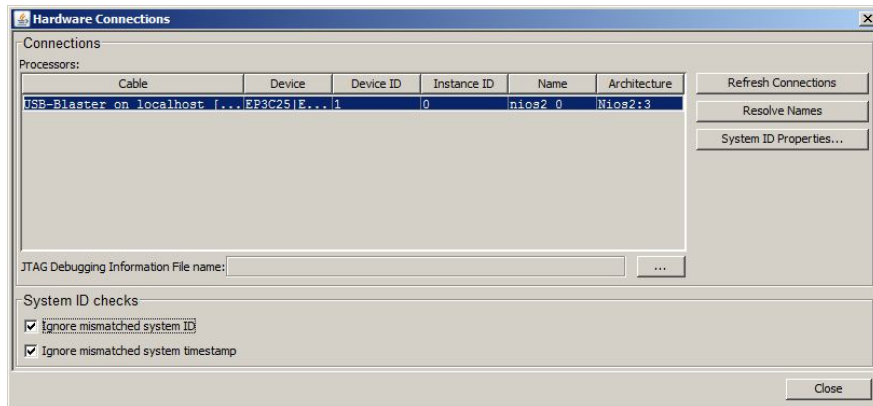 Hardware Connections
Connections
Processors:
Cable Device Device ID Instance ID Name Architecture
USB-Blaster on localhost [... EP3C25|E... 1 0 nios2_0 Nios2:3
Refresh Connections
Resolve Names
System ID Properties...
JTAG Debugging Information File name: ...
System ID checks
Ignore mismatched system ID
Ignore mismatched system timestamp
Close